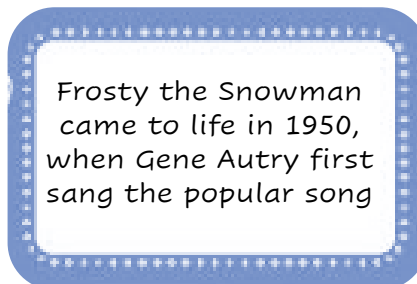 Frosty the Snowman
came to life in 1950,
when Gene Autry first
sang the popular song